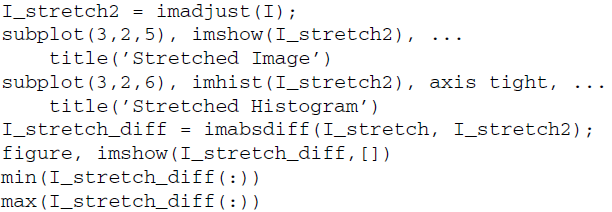 I_stretch2 = imadjust(I);
subplot(3,2,5), imshow(I_stretch2), ...
    title(’Stretched Image’)
subplot(3,2,6), imhist(I_stretch2), axis tight, ...
    title(’Stretched Histogram’)
I_stretch_diff = imabsdiff(I_stretch, I_stretch2);
figure, imshow(I_stretch_diff,[])
min(I_stretch_diff(:))
max(I_stretch_diff(:))